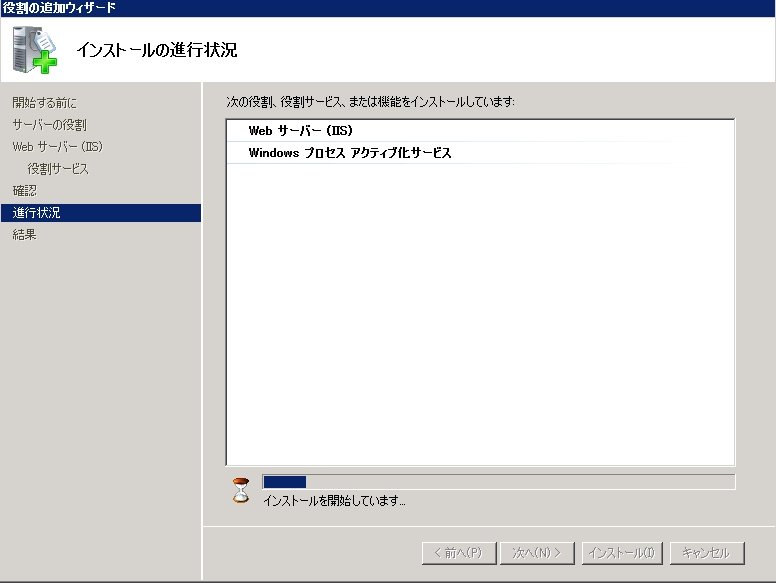 役割の追加ウィザード
インストールの進行状況
開始する前に
サーバーの役割
Web サーバー (IIS)
役割サービス
確認
進行状況
結果
次の役割、役割サービス、または機能をインストールしています:
Web サーバー (IIS)
Windows プロセス アクティブ化サービス
インストールを開始しています...
< 前へ(P)
次へ(N) >
インストール(I)
キャンセル